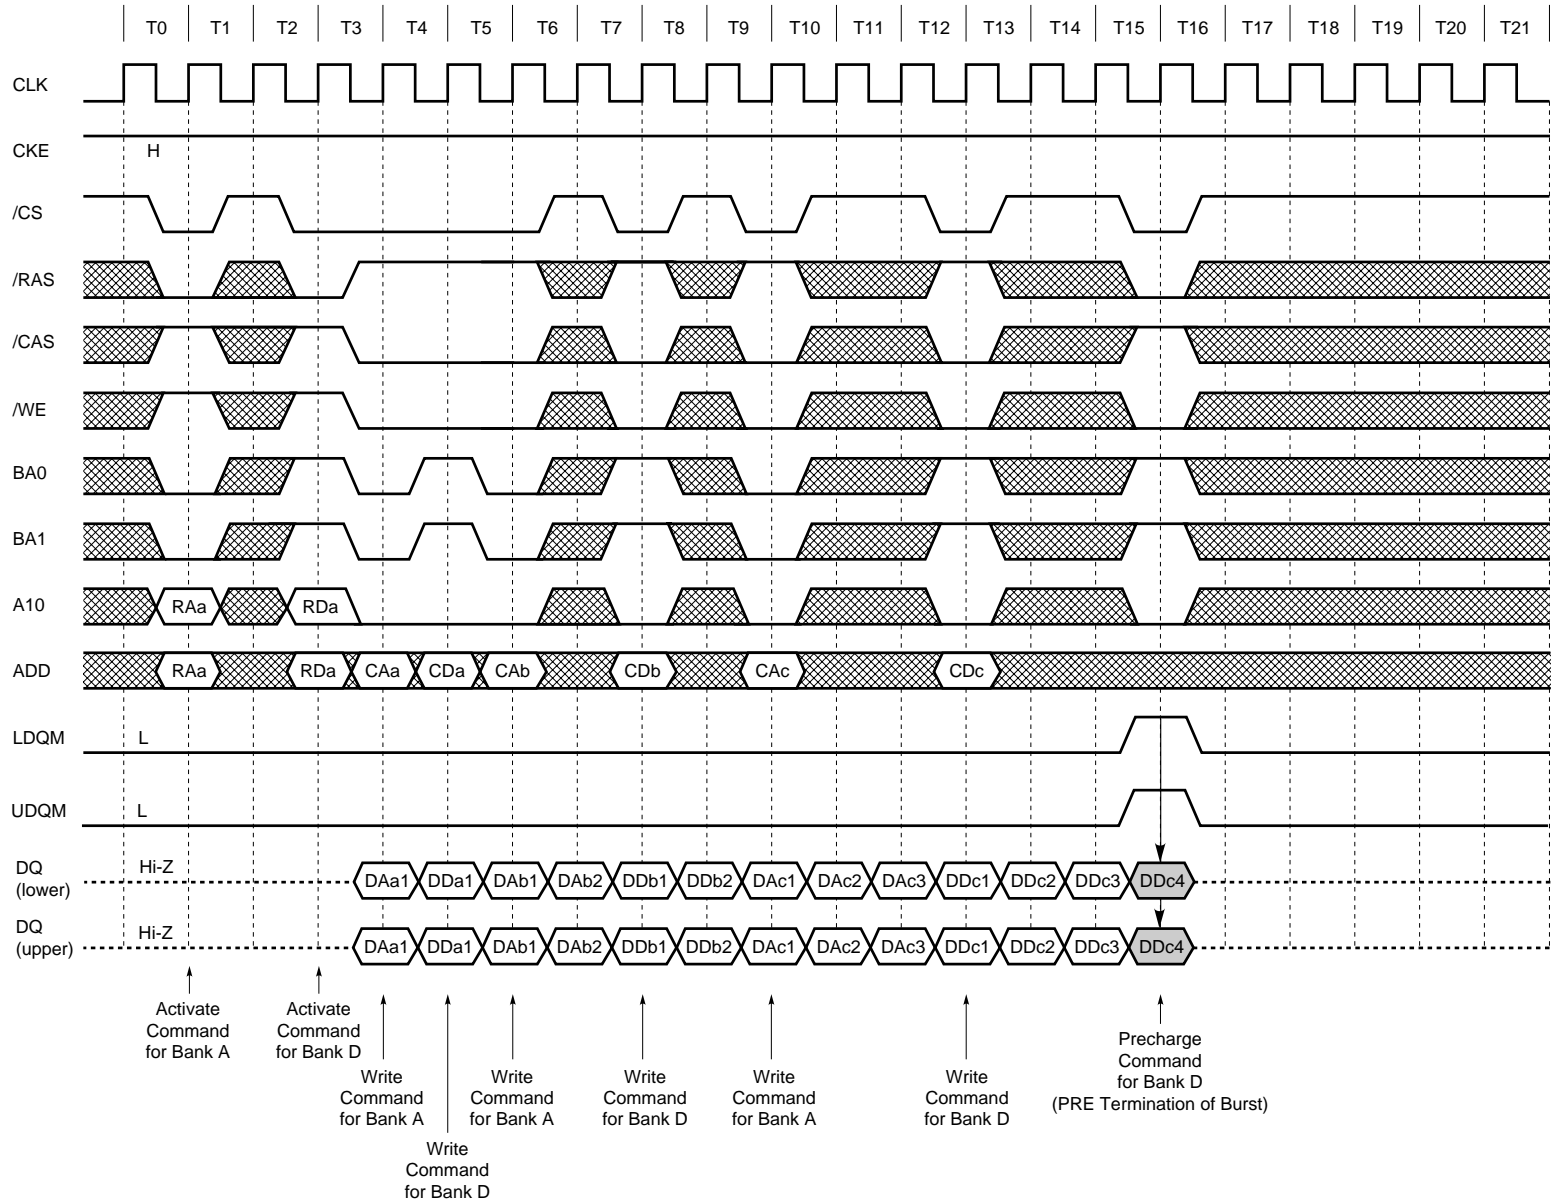 T0 T1 T2 T3 T4 T5 T6 T7 T8 T9 T10 T11 T12 T13 T14 T15 T16 T17 T18 T19 T20 T21
CLK
CKE H
/CS
/RAS
/CAS
/WE
BA0
BA1
A10 RAa RDa
ADD RAa RDa CAa CDa CAb CDb CAc CDc
LDQM L
UDQM L
DQ
(lower)
Hi-Z
DAa1 DDa1 DAb1 DAb2 DDb1 DDb2 DAc1 DAc2 DAc3 DDc1 DDc2 DDc3 DDc4
DQ
(upper)
Hi-Z
DAa1 DDa1 DAb1 DAb2 DDb1 DDb2 DAc1 DAc2 DAc3 DDc1 DDc2 DDc3 DDc4
Activate
Command
for Bank A
Activate
Command
for Bank D
Write
Command
for Bank A
Write
Command
for Bank D
Write
Command
for Bank A
Write
Command
for Bank D
Write
Command
for Bank A
Write
Command
for Bank D
Precharge
Command
for Bank D
(PRE Termination of Burst)